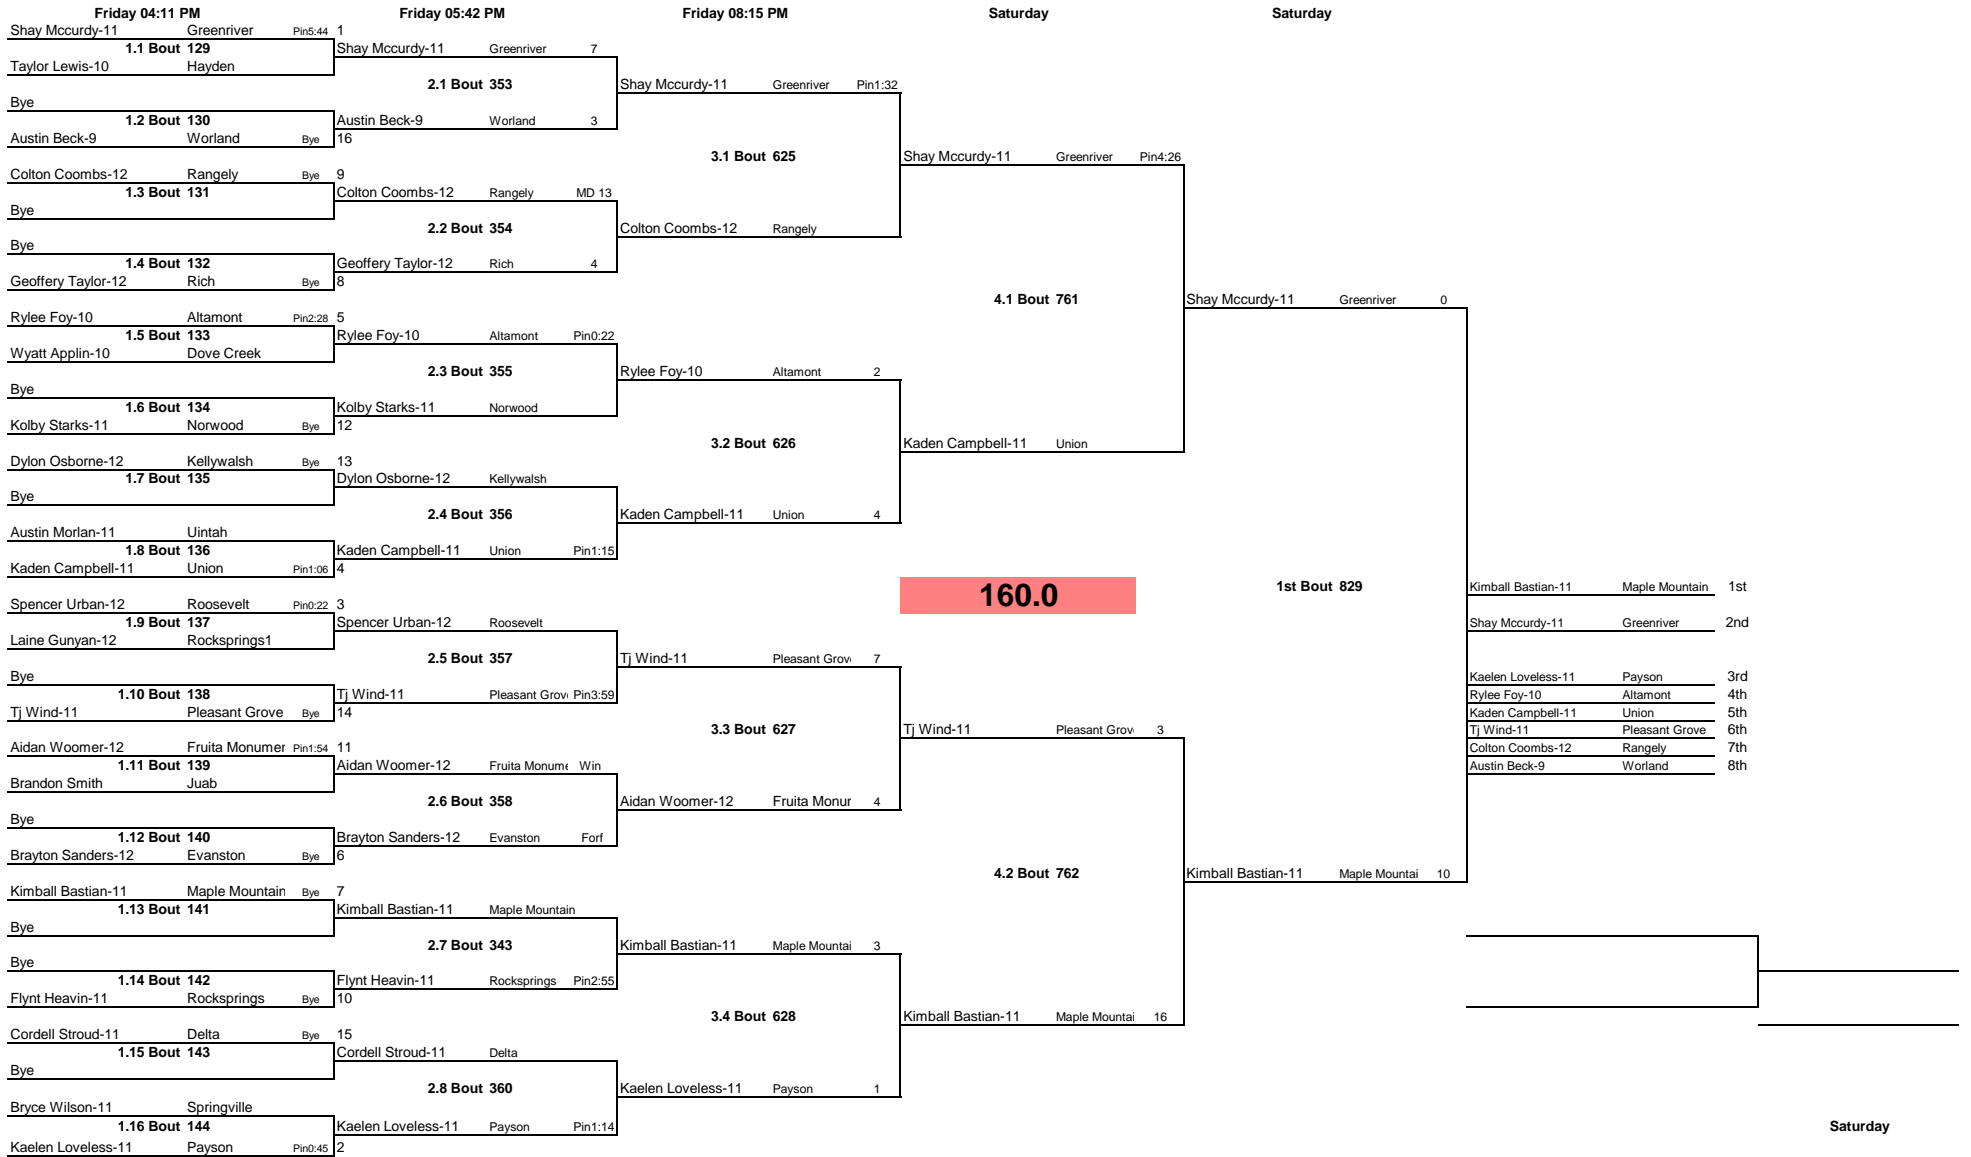 Friday 04:11 PM Friday 05:42 PM Friday 08:15 PM Saturday Saturday
Shay Mccurdy-11 Greenriver Pin5:44 1
1.1 Bout 129 Shay Mccurdy-11 Greenriver 7
Taylor Lewis-10 Hayden
2.1 Bout 353 Shay Mccurdy-11 Greenriver Pin1:32
Bye
1.2 Bout 130 Austin Beck-9 Worland 3
Austin Beck-9 Worland Bye 16
3.1 Bout 625 Shay Mccurdy-11 Greenriver Pin4:26
Colton Coombs-12 Rangely Bye 9
1.3 Bout 131 Colton Coombs-12 Rangely MD 13
Bye
2.2 Bout 354 Colton Coombs-12 Rangely
Bye
1.4 Bout 132 Geoffery Taylor-12 Rich 4
Geoffery Taylor-12 Rich Bye 8
4.1 Bout 761 Shay Mccurdy-11 Greenriver 0
Rylee Foy-10 Altamont Pin2:28 5
1.5 Bout 133 Rylee Foy-10 Altamont Pin0:22
Wyatt Applin-10 Dove Creek
2.3 Bout 355 Rylee Foy-10 Altamont 2
Bye
1.6 Bout 134 Kolby Starks-11 Norwood
Kolby Starks-11 Norwood Bye 12
3.2 Bout 626 Kaden Campbell-11 Union
Dylon Osborne-12 Kellywalsh Bye 13
1.7 Bout 135 Dylon Osborne-12 Kellywalsh
Bye
2.4 Bout 356 Kaden Campbell-11 Union 4
Austin Morlan-11 Uintah
1.8 Bout 136 Kaden Campbell-11 Union Pin1:15
Kaden Campbell-11 Union Pin1:06 4
160.0 1st Bout 829 Kimball Bastian-11 Maple Mountain 1st
Spencer Urban-12 Roosevelt Pin0:22 3
1.9 Bout 137 Spencer Urban-12 Roosevelt Shay Mccurdy-11 Greenriver 2nd
Laine Gunyan-12 Rocksprings1
2.5 Bout 357 Tj Wind-11 Pleasant Grov 7
Bye Kaelen Loveless-11 Payson 3rd
1.10 Bout 138 Tj Wind-11 Pleasant Grov Pin3:59 Rylee Foy-10 Altamont 4th
Tj Wind-11 Pleasant Grove Bye 14 Kaden Campbell-11 Union 5th
3.3 Bout 627 Tj Wind-11 Pleasant Grov 3 Tj Wind-11 Pleasant Grove 6th
Aidan Woomer-12 Fruita Monumer Pin1:54 11 Colton Coombs-12 Rangely 7th
1.11 Bout 139 Aidan Woomer-12 Fruita Monume Win Austin Beck-9 Worland 8th
Brandon Smith Juab
2.6 Bout 358 Aidan Woomer-12 Fruita Monur 4
Bye
1.12 Bout 140 Brayton Sanders-12 Evanston Forf
Brayton Sanders-12 Evanston Bye 6
4.2 Bout 762 Kimball Bastian-11 Maple Mountai 10
Kimball Bastian-11 Maple Mountain Bye 7
1.13 Bout 141 Kimball Bastian-11 Maple Mountain
Bye
2.7 Bout 343 Kimball Bastian-11 Maple Mountai 3
Bye
1.14 Bout 142 Flynt Heavin-11 Rocksprings Pin2:55
Flynt Heavin-11 Rocksprings Bye 10
3.4 Bout 628 Kimball Bastian-11 Maple Mountai 16
Cordell Stroud-11 Delta Bye 15
1.15 Bout 143 Cordell Stroud-11 Delta
Bye
2.8 Bout 360 Kaelen Loveless-11 Payson 1
Bryce Wilson-11 Springville
1.16 Bout 144 Kaelen Loveless-11 Payson Pin1:14 Saturday
Kaelen Loveless-11 Payson Pin0:45 2